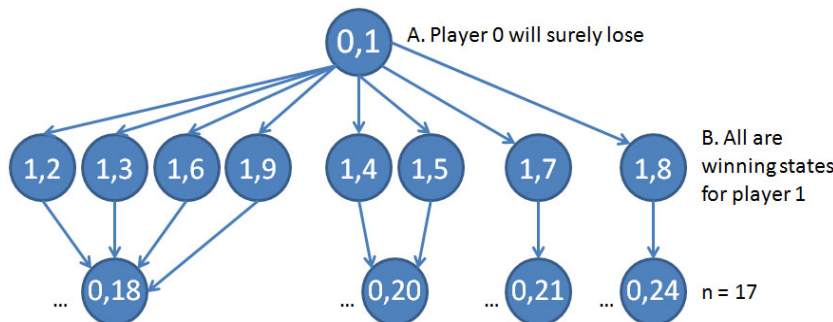 0,1
A. Player 0 will surely lose
1,2 1,3 1,6 1,9 1,4 1,5 1,7 1,8
B. All are
winning states
for player 1
... 0,18 ... 0,20 ... 0,21 ... 0,24 n = 17